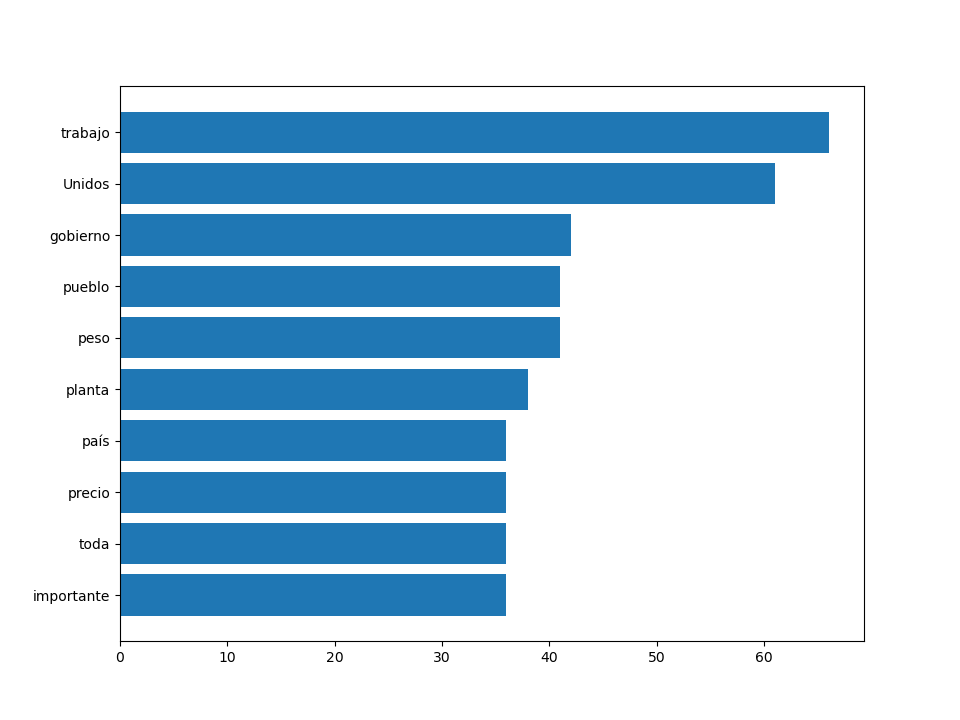 trabajo
Unidos
gobierno
pueblo
peso
planta
país
precio
toda
importante
0 10 20 30 40 50 60